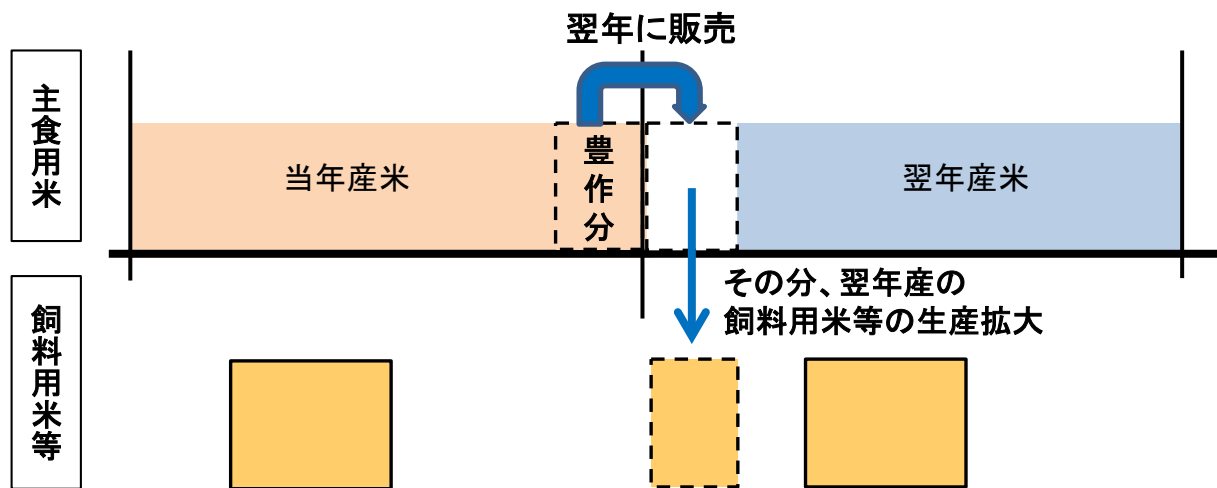 翌年に販売
主食用米
当年産米
豊作分
翌年産米
その分、翌年産の
飼料用米等の生産拡大
飼料用米等